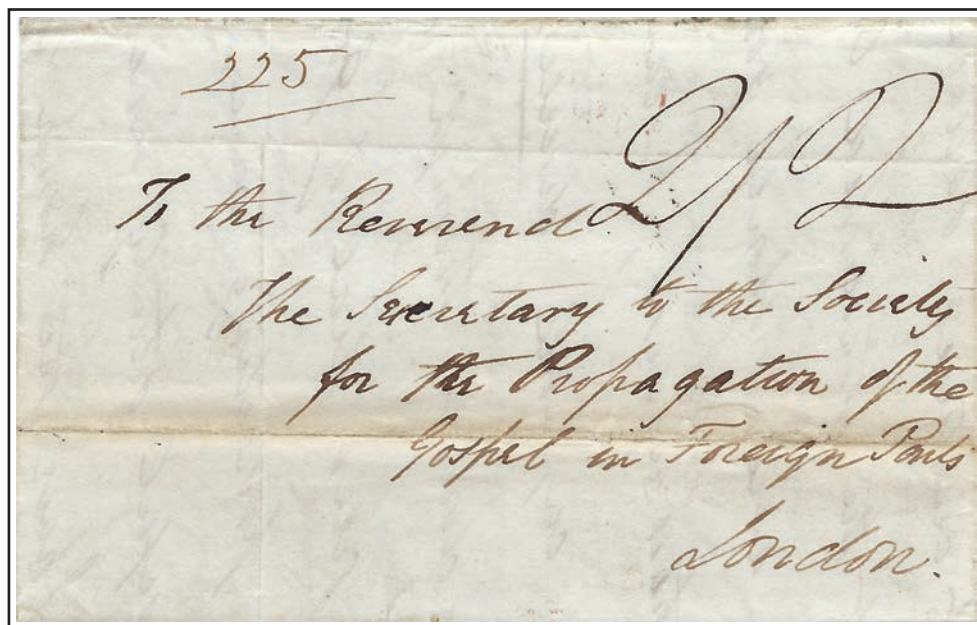 225
2/2
To the Reverend
The Secretary to the Society
for the Propagation of the
Gospel in Foreign Parts
London.